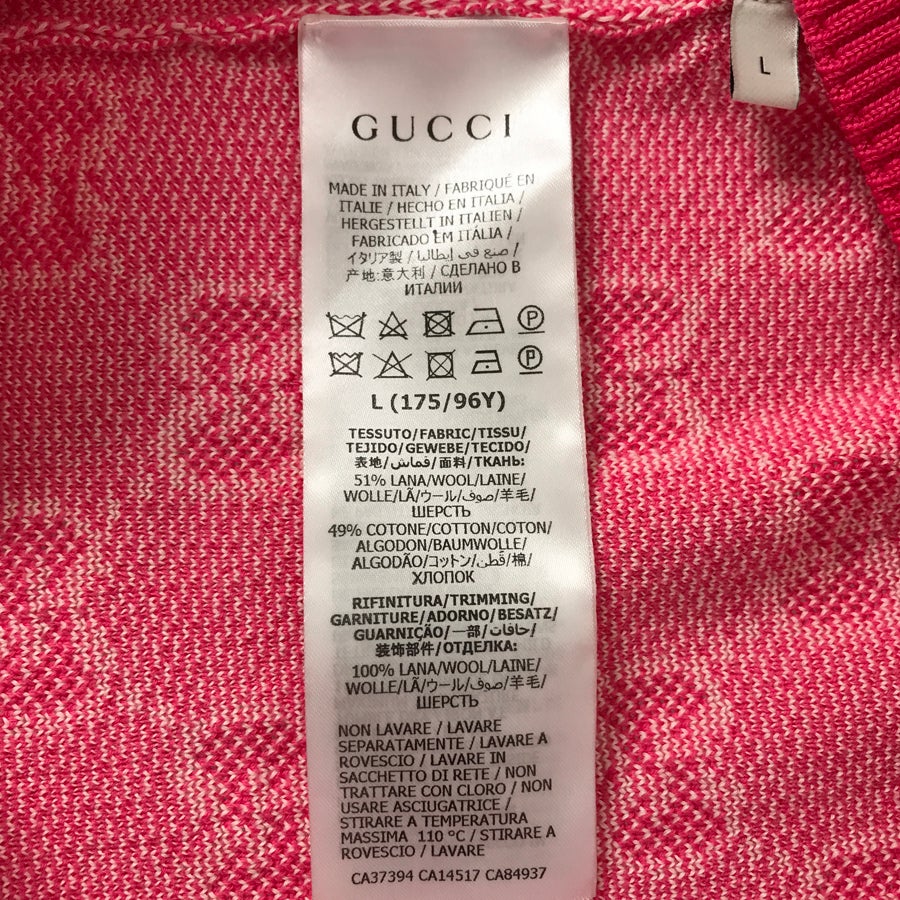 L
GUCCI
MADE IN ITALY / FABRIQUÉ EN
ITALIE / HECHO EN ITALIA /
HERGESTELLT IN ITALIEN /
FABRICADO EM ITÁLIA /
イタリア製 / صنع في إيطاليا /
产地:意大利 / СДЕЛАНО В
ИТАЛИИ
P
P
L (175/96Y)
TESSUTO/FABRIC/TISSU/
TEJIDO/GEWEBE/TECIDO/
表地/قماش/面料/ТКАНЬ:
51% LANA/WOOL/LAINE/
WOLLE/LÃ/ウール/صوف/羊毛/
ШЕРСТЬ
49% COTONE/COTTON/COTON/
ALGODON/BAUMWOLLE/
ALGODÃO/コットン/قطن/棉/
ХЛОПОК
RIFINITURA/TRIMMING/
GARNITURE/ADORNO/BESATZ/
GUARNIÇÃO/一部/حافات/
装饰部件/ОТДЕЛКА:
100% LANA/WOOL/LAINE/
WOLLE/LÃ/ウール/صوف/羊毛/
ШЕРСТЬ
NON LAVARE / LAVARE
SEPARATAMENTE / LAVARE A
ROVESCIO / LAVARE IN
SACCHETTO DI RETE / NON
TRATTARE CON CLORO / NON
USARE ASCIUGATRICE /
STIRARE A TEMPERATURA
MASSIMA 110 °C / STIRARE A
ROVESCIO / LAVARE
CA37394 CA14517 CA84937